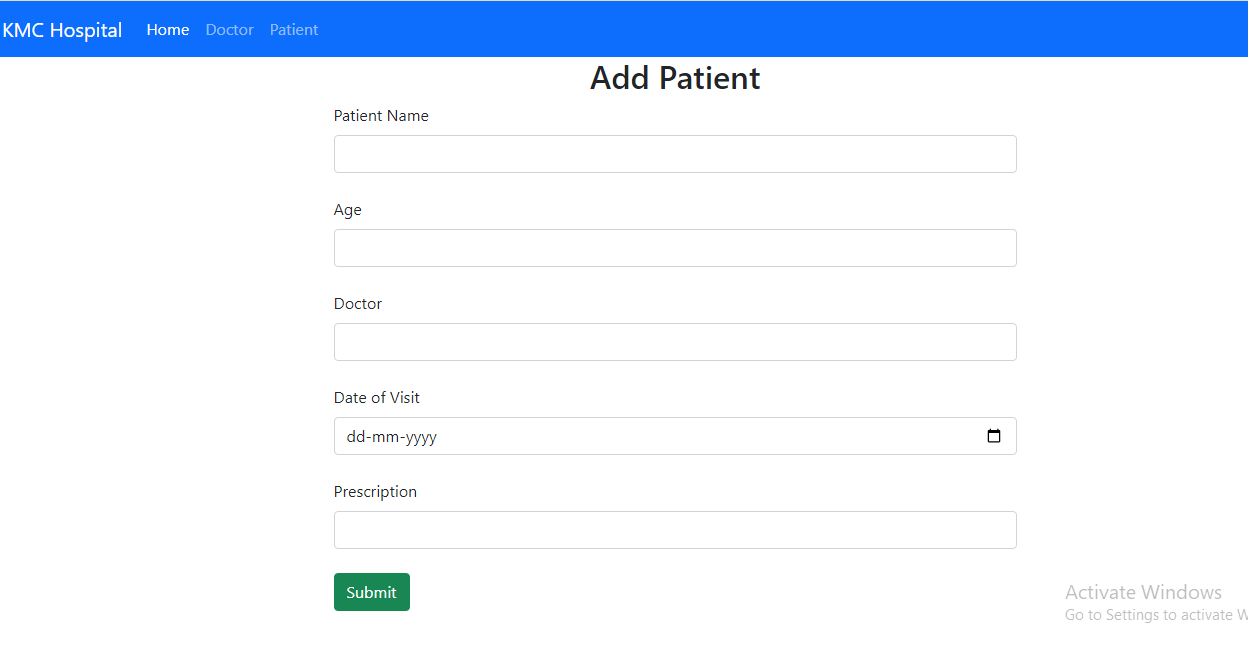 KMC Hospital Home Doctor Patient
Add Patient
Patient Name
Age
Doctor
Date of Visit
dd-mm-yyyy
Prescription
Submit
Activate Windows
Go to Settings to activate W